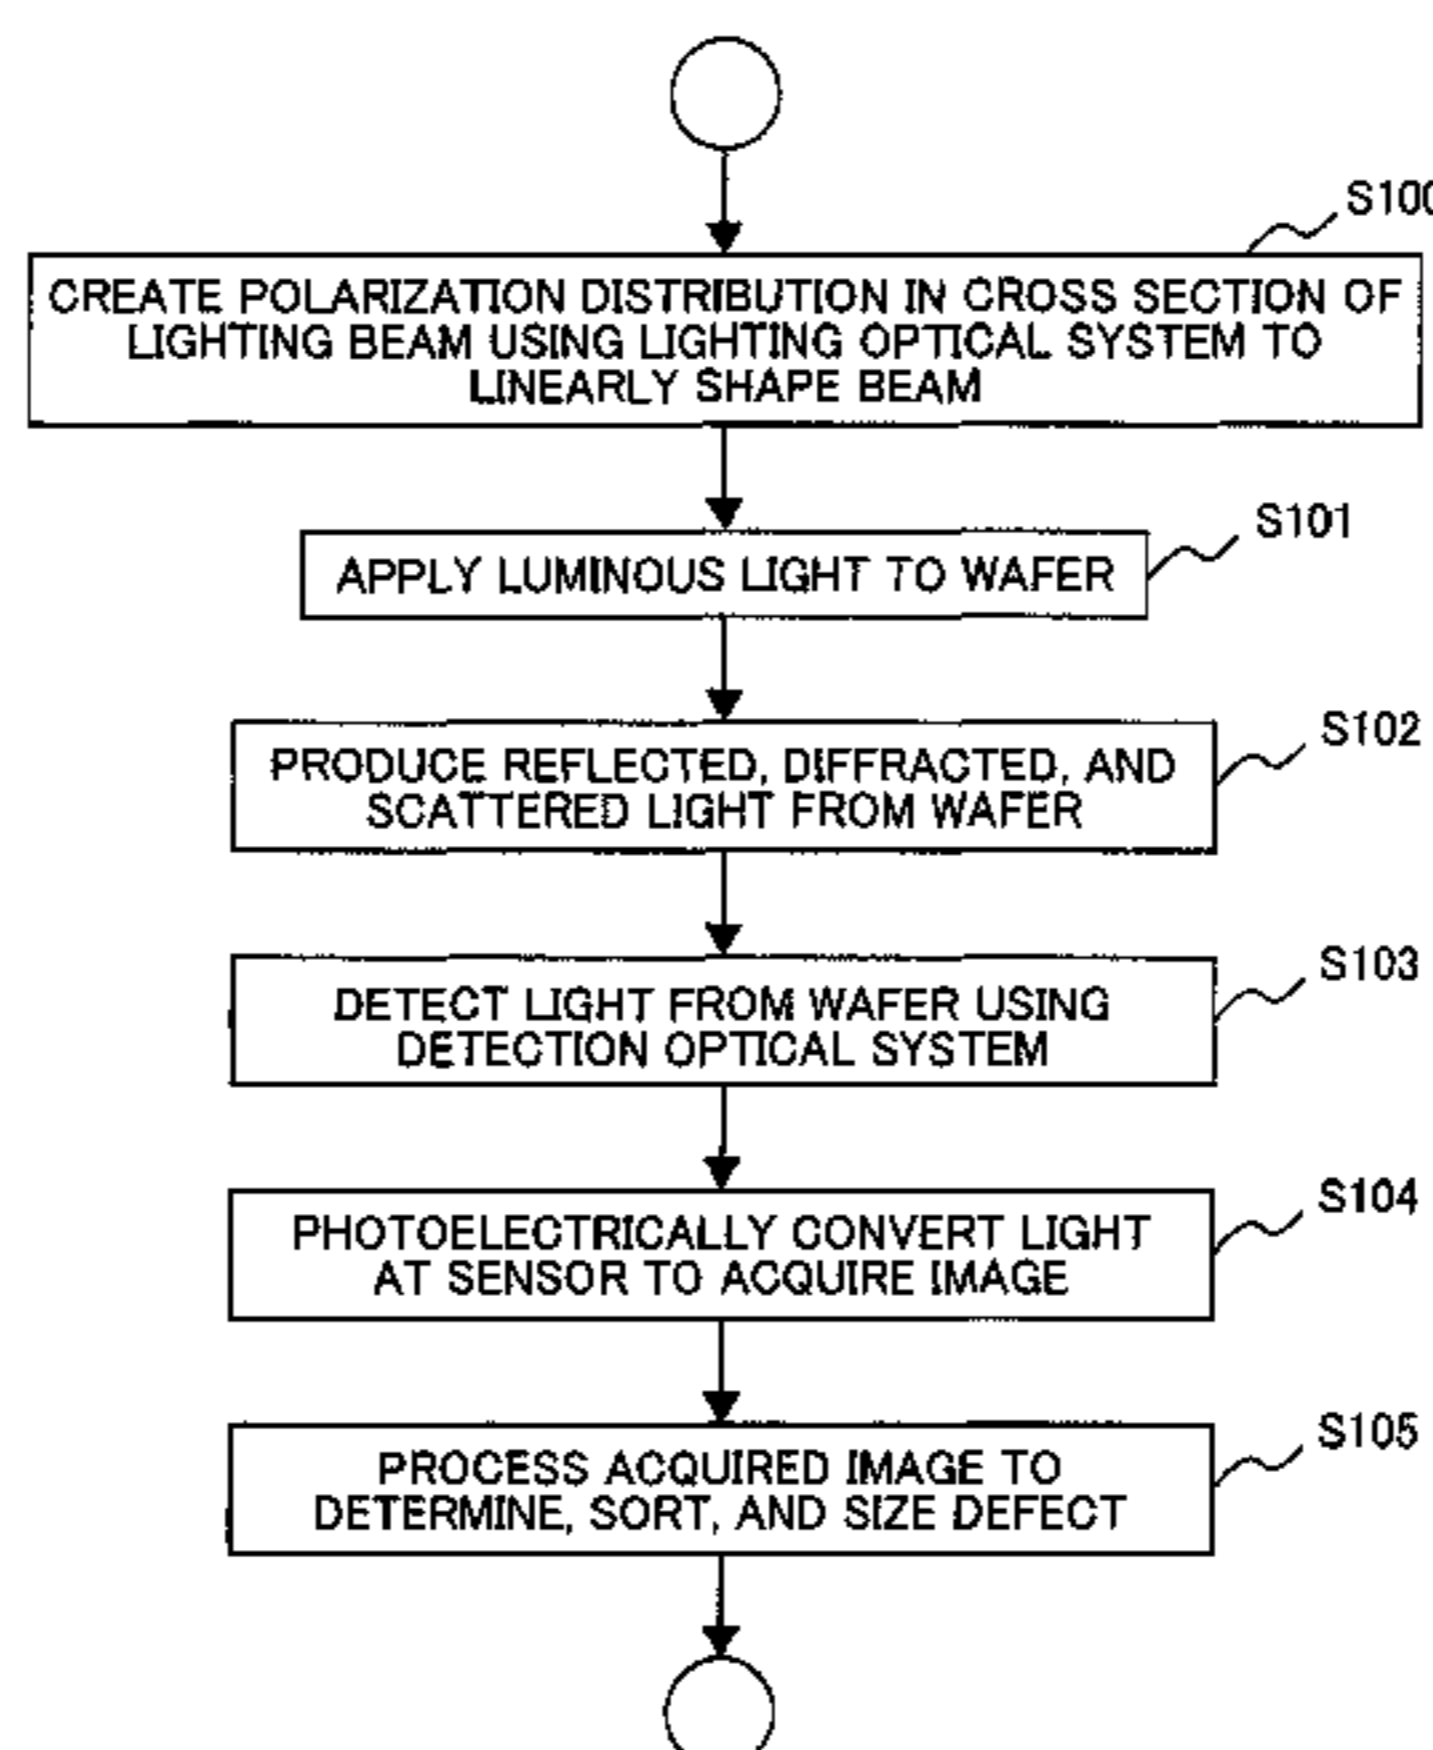 S100
CREATE POLARIZATION DISTRIBUTION IN CROSS SECTION OF
LIGHTING BEAM USING LIGHTING OPTICAL SYSTEM TO
LINEARLY SHAPE BEAM
S101
APPLY LUMINOUS LIGHT TO WAFER
S102
PRODUCE REFLECTED, DIFFRACTED, AND
SCATTERED LIGHT FROM WAFER
S103
DETECT LIGHT FROM WAFER USING
DETECTION OPTICAL SYSTEM
S104
PHOTOELECTRICALLY CONVERT LIGHT
AT SENSOR TO ACQUIRE IMAGE
S105
PROCESS ACQUIRED IMAGE TO
DETERMINE, SORT, AND SIZE DEFECT